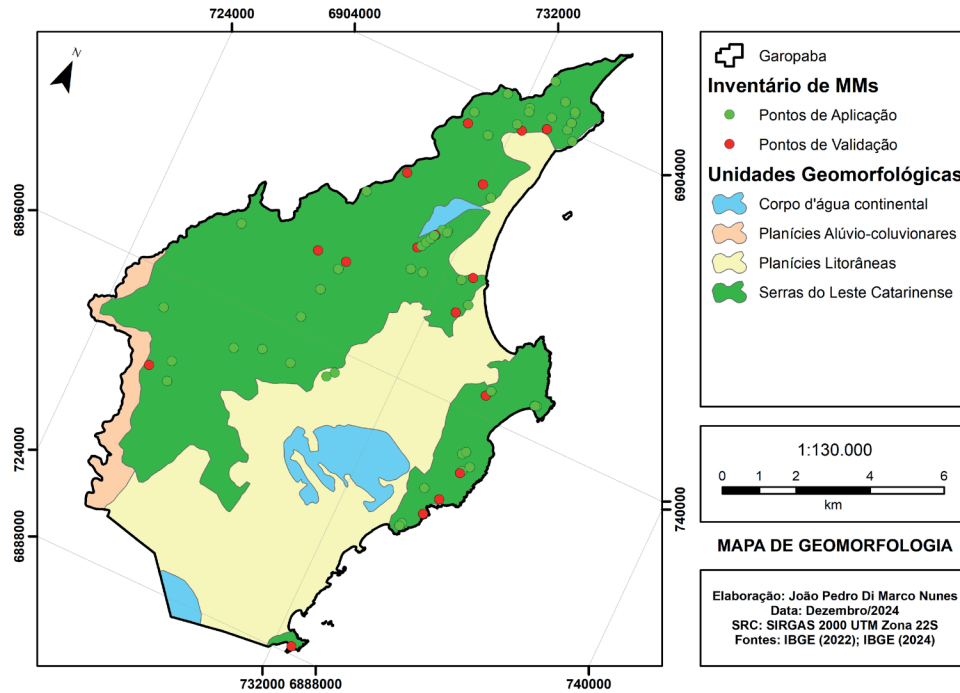 724000
6904000
732000
N
6896000
6904000
724000
740000
6888000
732000
6888000
740000
Garopaba
Inventário de MMs
Pontos de Aplicação
Pontos de Validação
Unidades Geomorfológicas
Corpo d'água continental
Planícies Alúvio-coluvionares
Planícies Litorâneas
Serras do Leste Catarinense
1:130.000
0 1 2 4 6
km
MAPA DE GEOMORFOLOGIA
Elaboração: João Pedro Di Marco Nunes
Data: Dezembro/2024
SRC: SIRGAS 2000 UTM Zona 22S
Fontes: IBGE (2022); IBGE (2024)